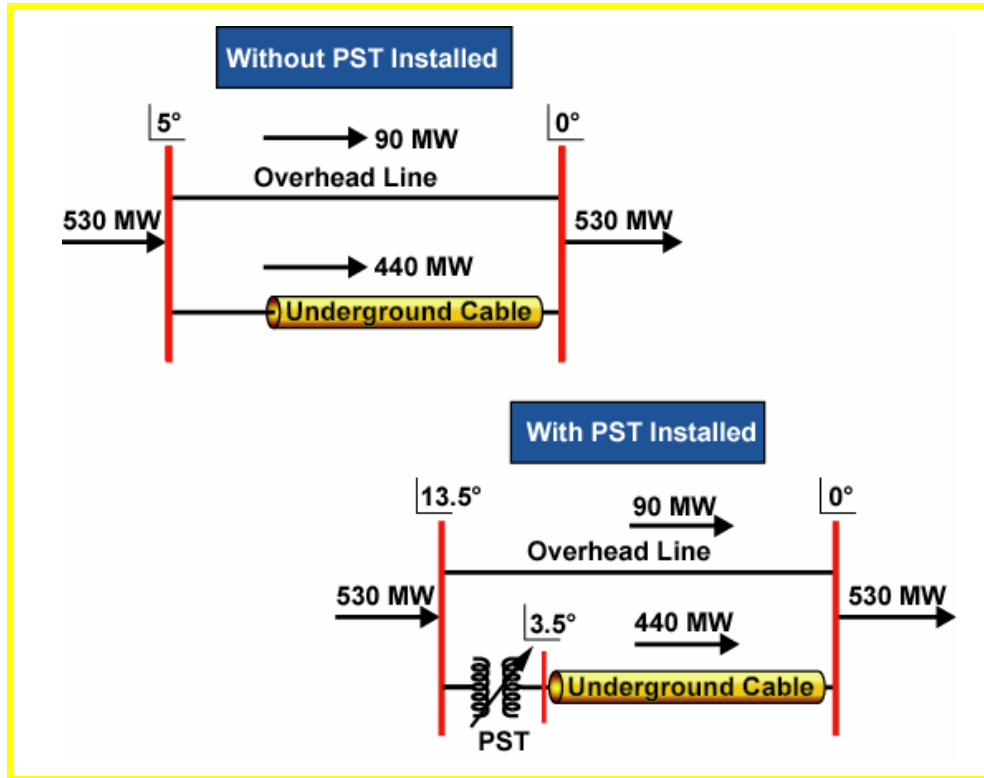 Without PST Installed
5° 0°
90 MW
Overhead Line
530 MW 530 MW
440 MW
Underground Cable
With PST Installed
13.5° 0°
90 MW
Overhead Line
530 MW 530 MW
3.5° 440 MW
Underground Cable
PST